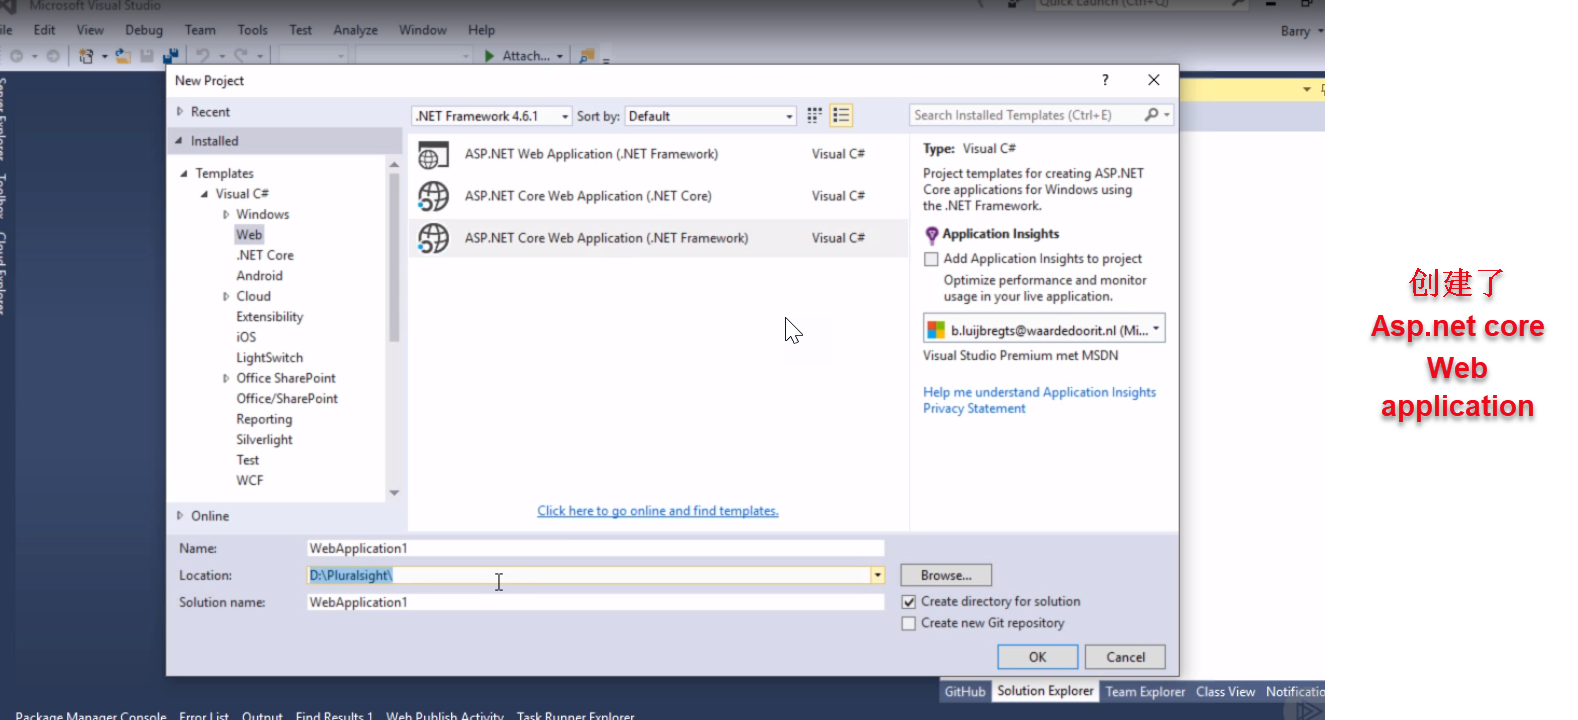 Microsoft Visual Studio
Quick Launch (Ctrl+Q)
ile Edit View Debug Team Tools Test Analyze Window Help
Barry
Attach...
Server Explorer
Toolbox
Cloud Explorer
New Project
?
Recent
.NET Framework 4.6.1
Sort by: Default
Search Installed Templates (Ctrl+E)
Installed
Templates
Visual C#
Windows
Web
.NET Core
Android
Cloud
Extensibility
iOS
LightSwitch
Office SharePoint
Office/SharePoint
Reporting
Silverlight
Test
WCF
Online
ASP.NET Web Application (.NET Framework) Visual C#
ASP.NET Core Web Application (.NET Core) Visual C#
ASP.NET Core Web Application (.NET Framework) Visual C#
Click here to go online and find templates.
Type: Visual C#
Project templates for creating ASP.NET
Core applications for Windows using
the .NET Framework.
Application Insights
Add Application Insights to project
Optimize performance and monitor
usage in your live application.
b.luijbregts@waardedoorit.nl (Mi...
Visual Studio Premium met MSDN
Help me understand Application Insights
Privacy Statement
Name: WebApplication1
Location: D:\Pluralsight\
Browse...
Solution name: WebApplication1
Create directory for solution
Create new Git repository
OK Cancel
GitHub Solution Explorer Team Explorer Class View Notificatio
Package Manager Console Error List Output Find Results 1 Web Publish Activity Task Runner Explorer
创建了
Asp.net core
Web
application